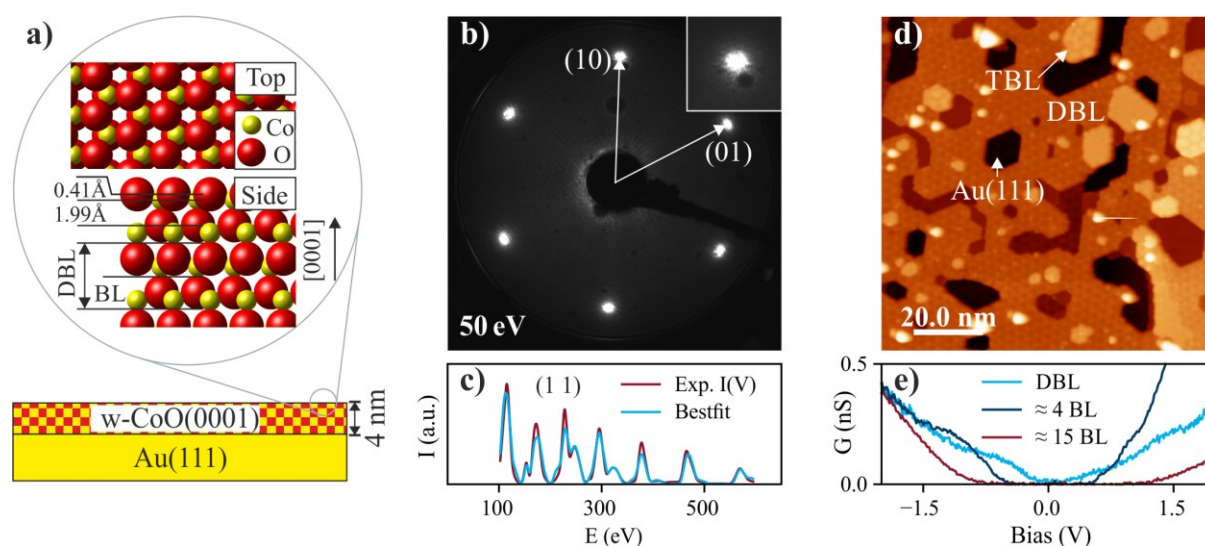 a)
Top
Co
O
0.41Å
Side
1.99Å
DBL
BL
[0001]
w-CoO(0001)
4 nm
Au(111)
b)
(10)
(01)
50 eV
c)
(1 1)
Exp. I(V)
Bestfit
I (a.u.)
100 300 500
E (eV)
d)
TBL
DBL
Au(111)
20.0 nm
e)
DBL
≈ 4 BL
≈ 15 BL
G (nS)
0.5
0.0
−1.5 0.0 1.5
Bias (V)